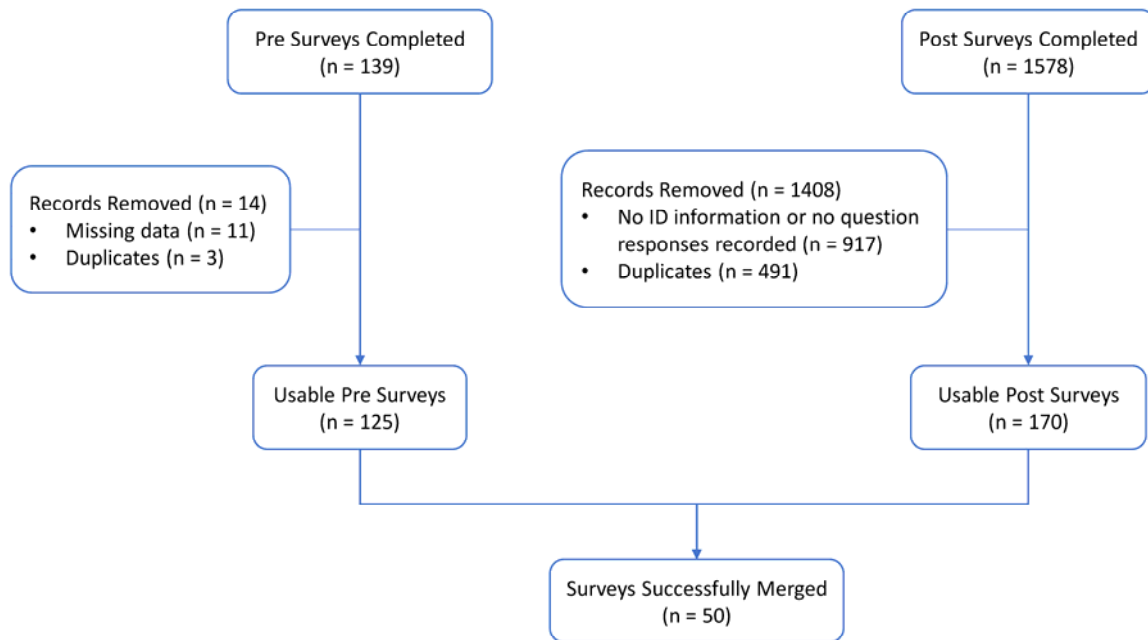 Pre Surveys Completed
(n = 139)
Post Surveys Completed
(n = 1578)
Records Removed (n = 14)
• Missing data (n = 11)
• Duplicates (n = 3)
Records Removed (n = 1408)
• No ID information or no question
responses recorded (n = 917)
• Duplicates (n = 491)
Usable Pre Surveys
(n = 125)
Usable Post Surveys
(n = 170)
Surveys Successfully Merged
(n = 50)